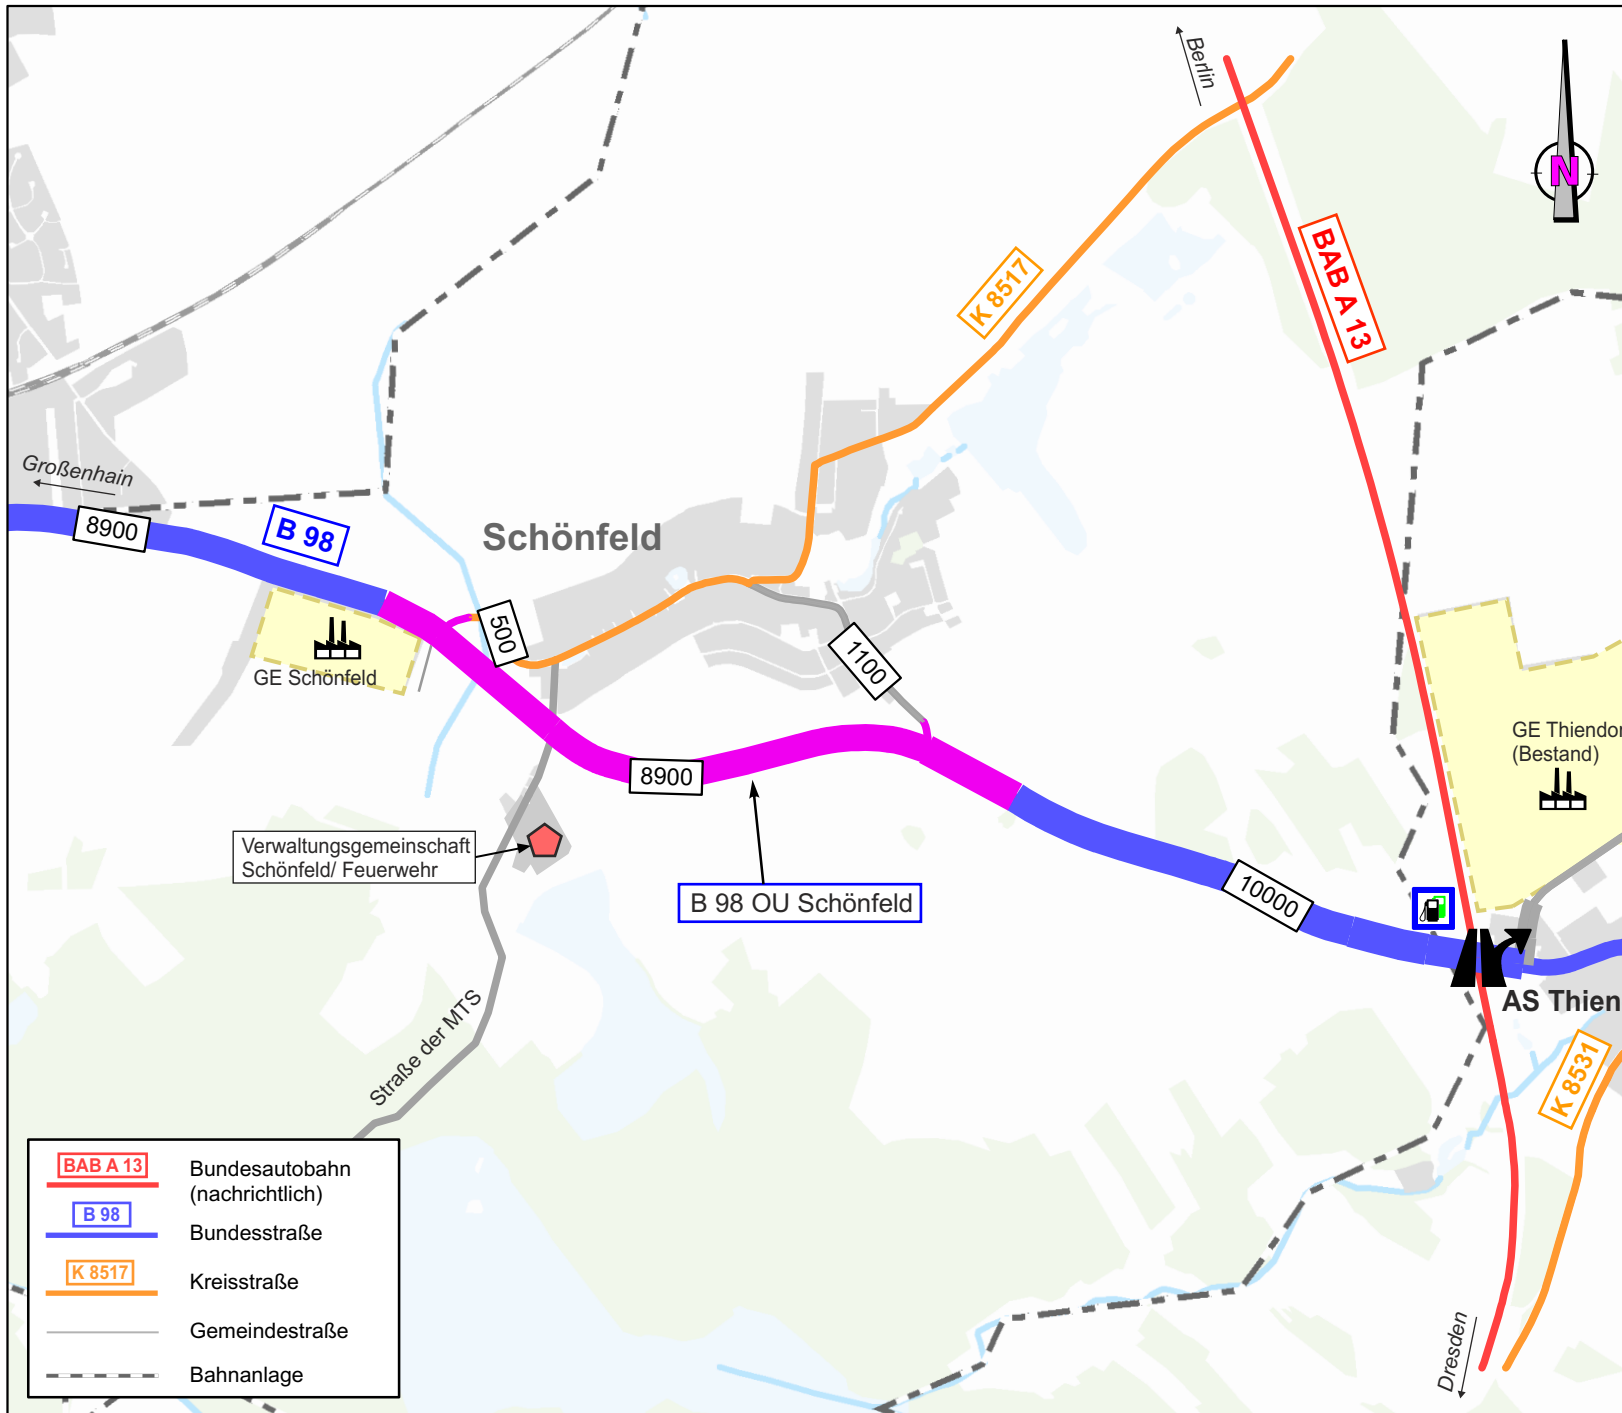 Berlin
N
BAB A 13
K 8517
Großenhain
8900
B 98
Schönfeld
500
1100
GE Schönfeld
GE Thiendor
(Bestand)
8900
Verwaltungsgemeinschaft
Schönfeld/ Feuerwehr
B 98 OU Schönfeld
10000
AS Thien
Straße der MTS
K 8531
BAB A 13
Bundesautobahn
(nachrichtlich)
B 98
Bundesstraße
K 8517
Kreisstraße
Gemeindestraße
Bahnanlage
Dresden